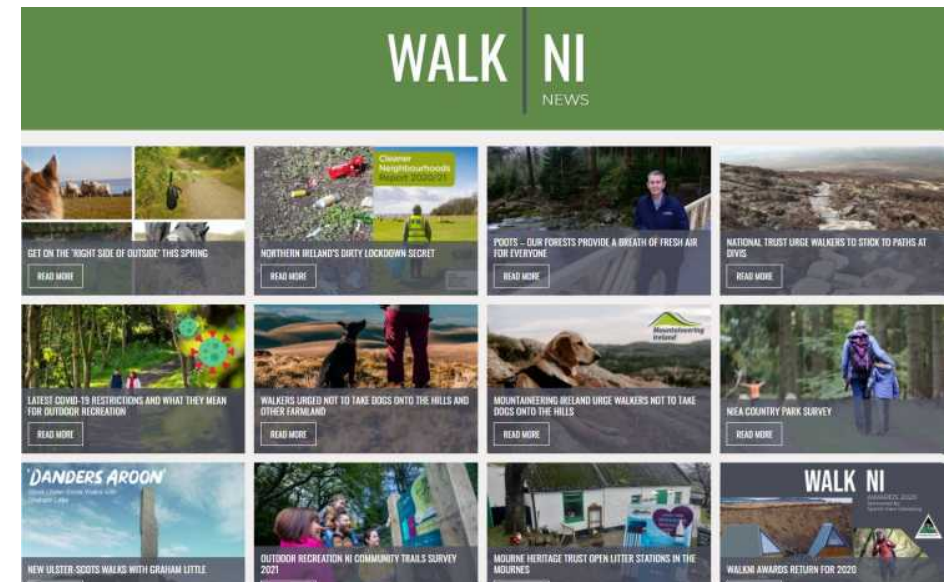 WALK NI
NEWS
GET ON THE 'RIGHT SIDE OF OUTSIDE' THIS SPRING
READ MORE
Cleaner
Neighbourhoods
Report 2020/21
NORTHERN IRELAND'S DIRTY LOCKDOWN SECRET
READ MORE
POOTS – OUR FORESTS PROVIDE A BREATH OF FRESH AIR
FOR EVERYONE
READ MORE
NATIONAL TRUST URGE WALKERS TO STICK TO PATHS AT
DIVIS
READ MORE
LATEST COVID-19 RESTRICTIONS AND WHAT THEY MEAN
FOR OUTDOOR RECREATION
READ MORE
WALKERS URGED NOT TO TAKE DOGS ONTO THE HILLS AND
OTHER FARMLAND
READ MORE
Mountaineering
Ireland
MOUNTAINEERING IRELAND URGE WALKERS NOT TO TAKE
DOGS ONTO THE HILLS
READ MORE
NIEA COUNTRY PARK SURVEY
READ MORE
'DANDERS AROON'
NEW ULSTER-SCOTS WALKS WITH GRAHAM LITTLE
OUTDOOR RECREATION NI COMMUNITY TRAILS SURVEY
2021
MOURNE HERITAGE TRUST OPEN LITTER STATIONS IN THE
MOURNES
WALK NI
AWARDS 2020
WALKNI AWARDS RETURN FOR 2020